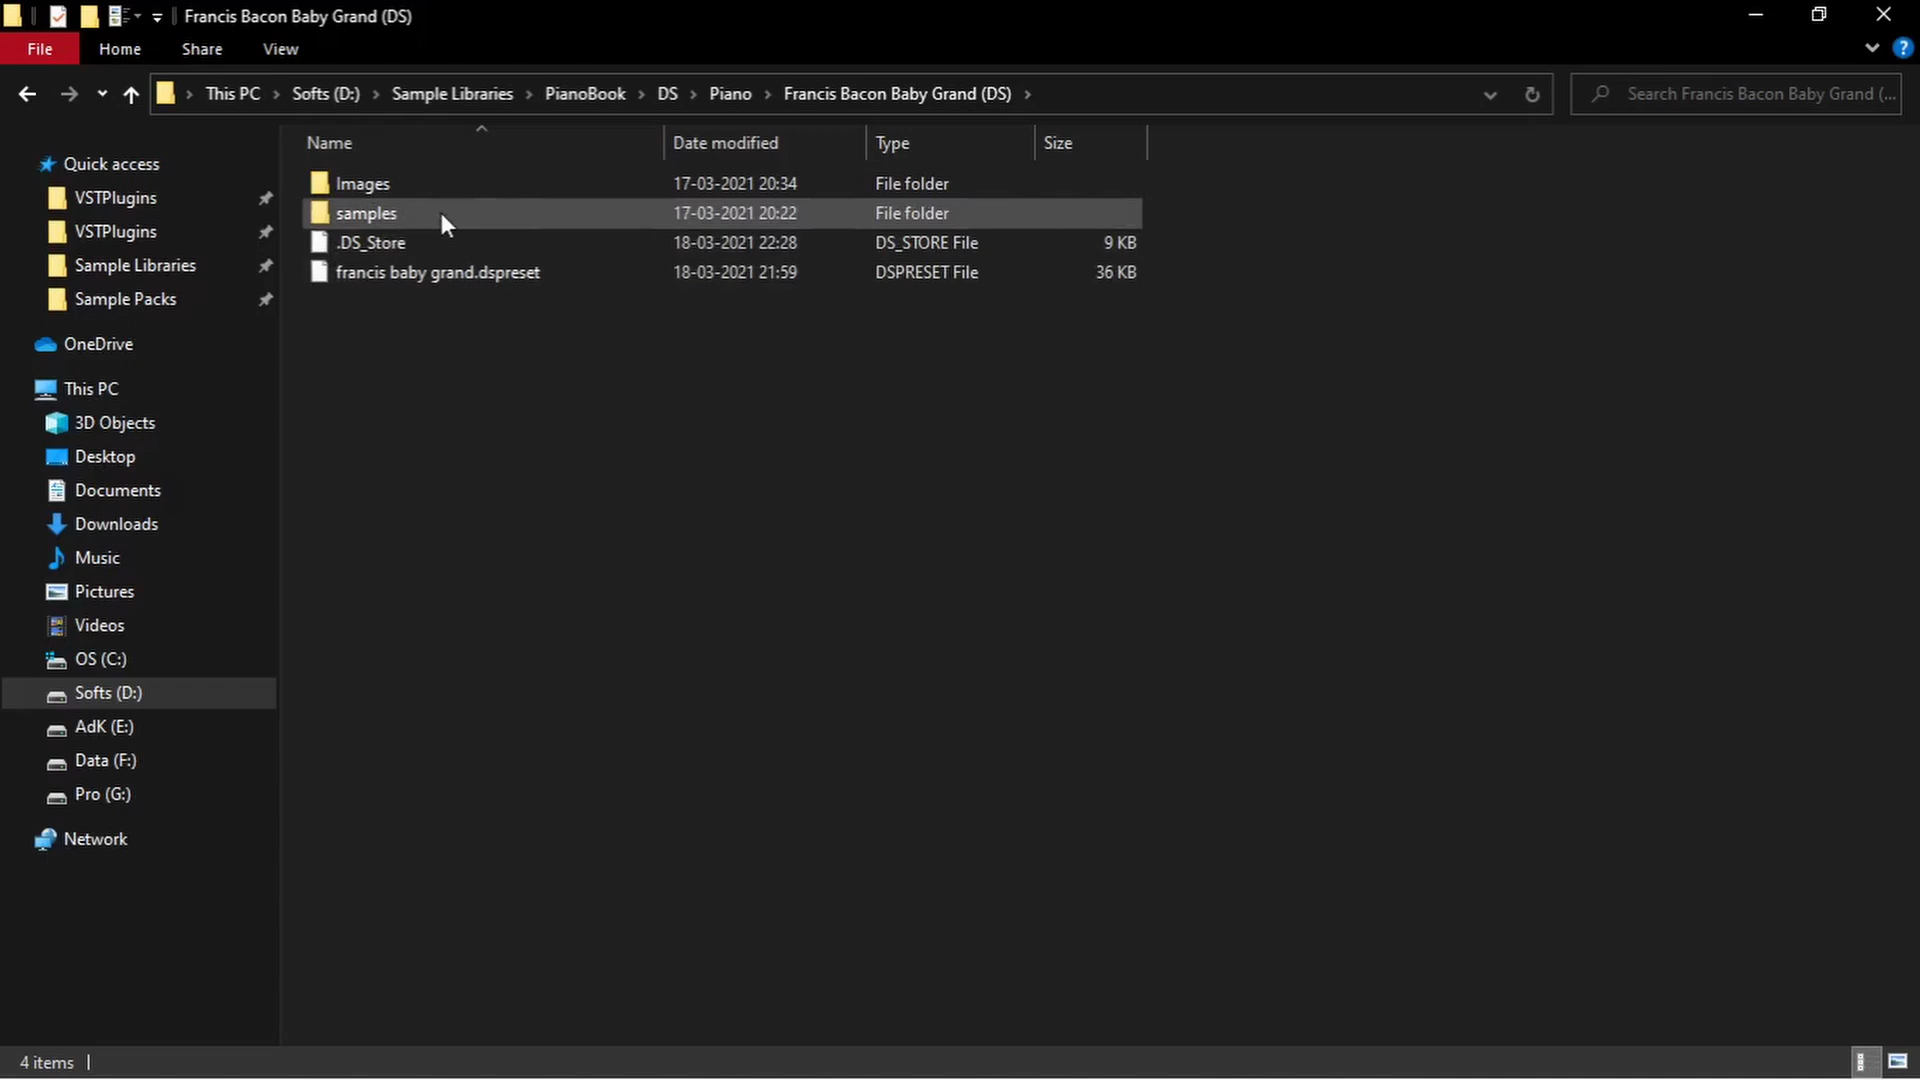 Francis Bacon Baby Grand (DS)
File Home Share View ?
This PC Softs (D:) Sample Libraries PianoBook DS Piano Francis Bacon Baby Grand (DS) Search Francis Bacon Baby Grand (...
Name Date modified Type Size
Images 17-03-2021 20:34 File folder
samples 17-03-2021 20:22 File folder
.DS_Store 18-03-2021 22:28 DS_STORE File 9 KB
francis baby grand.dspreset 18-03-2021 21:59 DSPRESET File 36 KB
Quick access
VSTPlugins
VSTPlugins
Sample Libraries
Sample Packs
OneDrive
This PC
3D Objects
Desktop
Documents
Downloads
Music
Pictures
Videos
OS (C:)
Softs (D:)
AdK (E:)
Data (F:)
Pro (G:)
Network
4 items